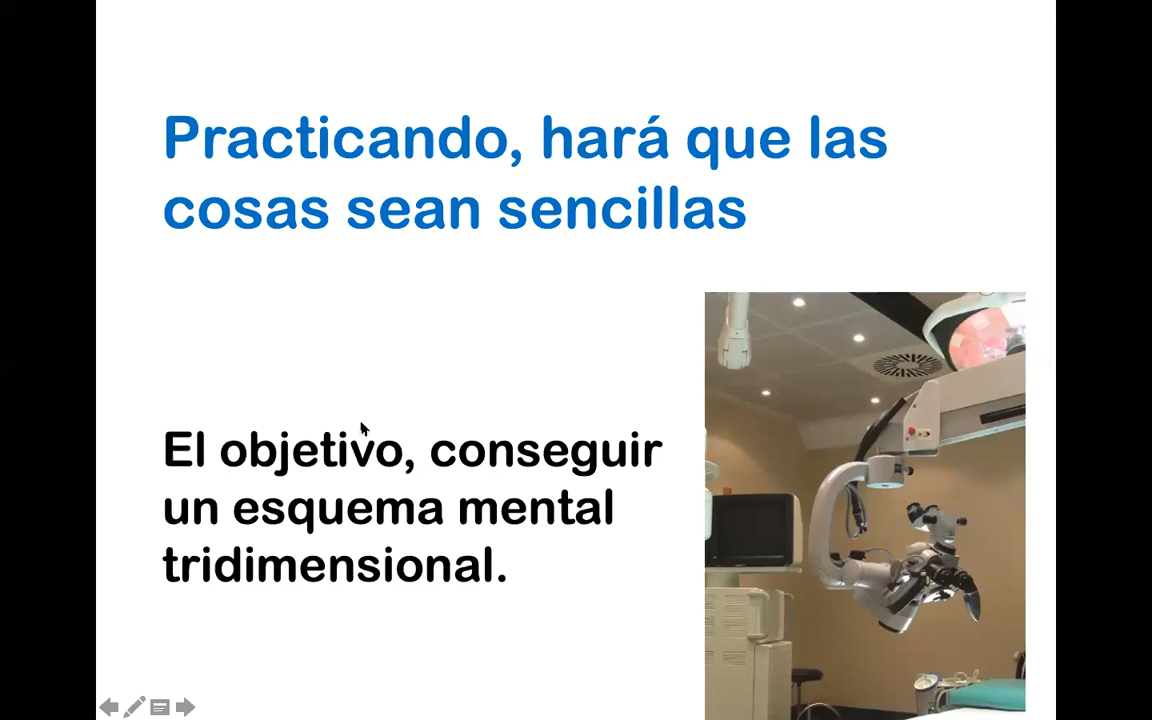 Practicando, hará que las
cosas sean sencillas
El objetivo, conseguir
un esquema mental
tridimensional.